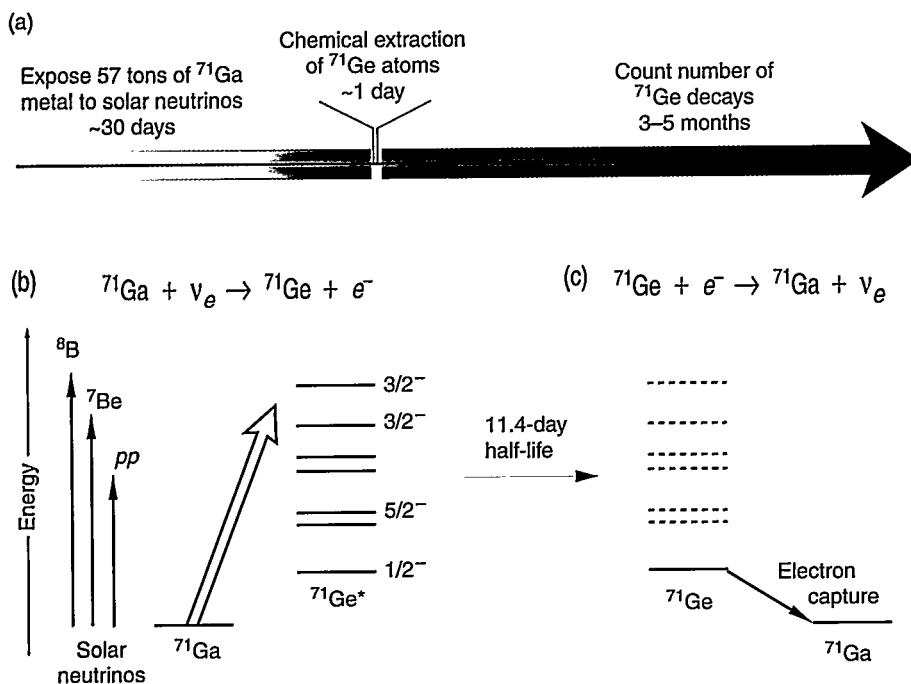 (a)
Expose 57 tons of ⁷¹Ga
metal to solar neutrinos
~30 days
Chemical extraction
of ⁷¹Ge atoms
~1 day
Count number of
⁷¹Ge decays
3–5 months
(b)
⁷¹Ga + νₑ → ⁷¹Ge + e⁻
Energy
⁸B
⁷Be
pp
Solar
neutrinos
⁷¹Ga
3/2⁻
3/2⁻
5/2⁻
1/2⁻
⁷¹Ge*
11.4-day
half-life
(c)
⁷¹Ge + e⁻ → ⁷¹Ga + νₑ
⁷¹Ge
Electron
capture
⁷¹Ga